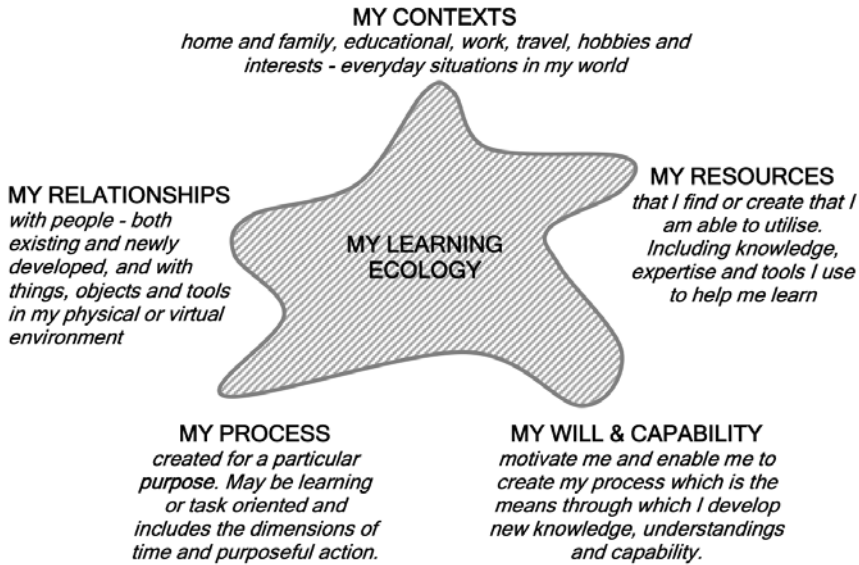 MY CONTEXTS
home and family, educational, work, travel, hobbies and
interests - everyday situations in my world
MY RELATIONSHIPS
with people - both
existing and newly
developed, and with
things, objects and tools
in my physical or virtual
environment
MY LEARNING
ECOLOGY
MY RESOURCES
that I find or create that I
am able to utilise.
Including knowledge,
expertise and tools I use
to help me learn
MY PROCESS
created for a particular
purpose. May be learning
or task oriented and
includes the dimensions of
time and purposeful action.
MY WILL & CAPABILITY
motivate me and enable me to
create my process which is the
means through which I develop
new knowledge, understandings
and capability.